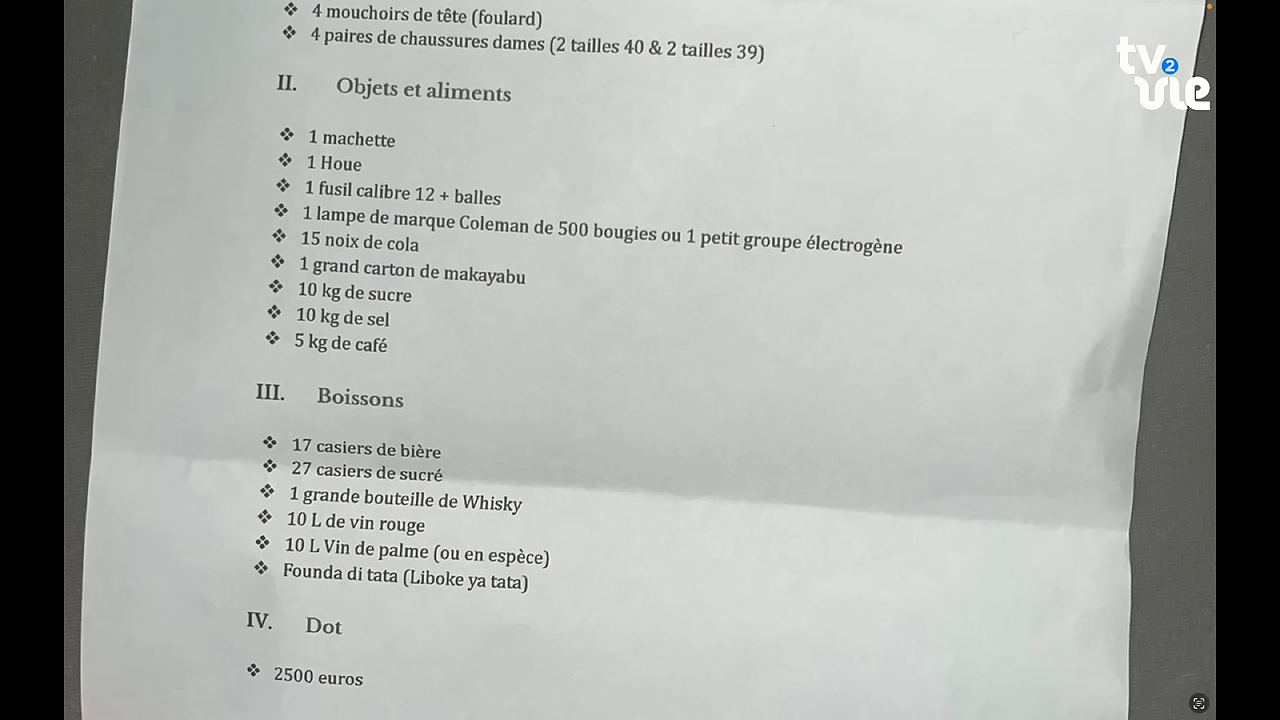 4 mouchoirs de tête (foulard)
4 paires de chaussures dames (2 tailles 40 & 2 tailles 39)
II. Objets et aliments
1 machette
1 Houe
1 fusil calibre 12 + balles
1 lampe de marque Coleman de 500 bougies ou 1 petit groupe électrogène
15 noix de cola
1 grand carton de makayabu
10 kg de sucre
10 kg de sel
5 kg de café
III. Boissons
17 casiers de bière
27 casiers de sucré
1 grande bouteille de Whisky
10 L de vin rouge
10 L Vin de palme (ou en espèce)
Founda di tata (Liboke ya tata)
IV. Dot
2500 euros
tv 2
vie